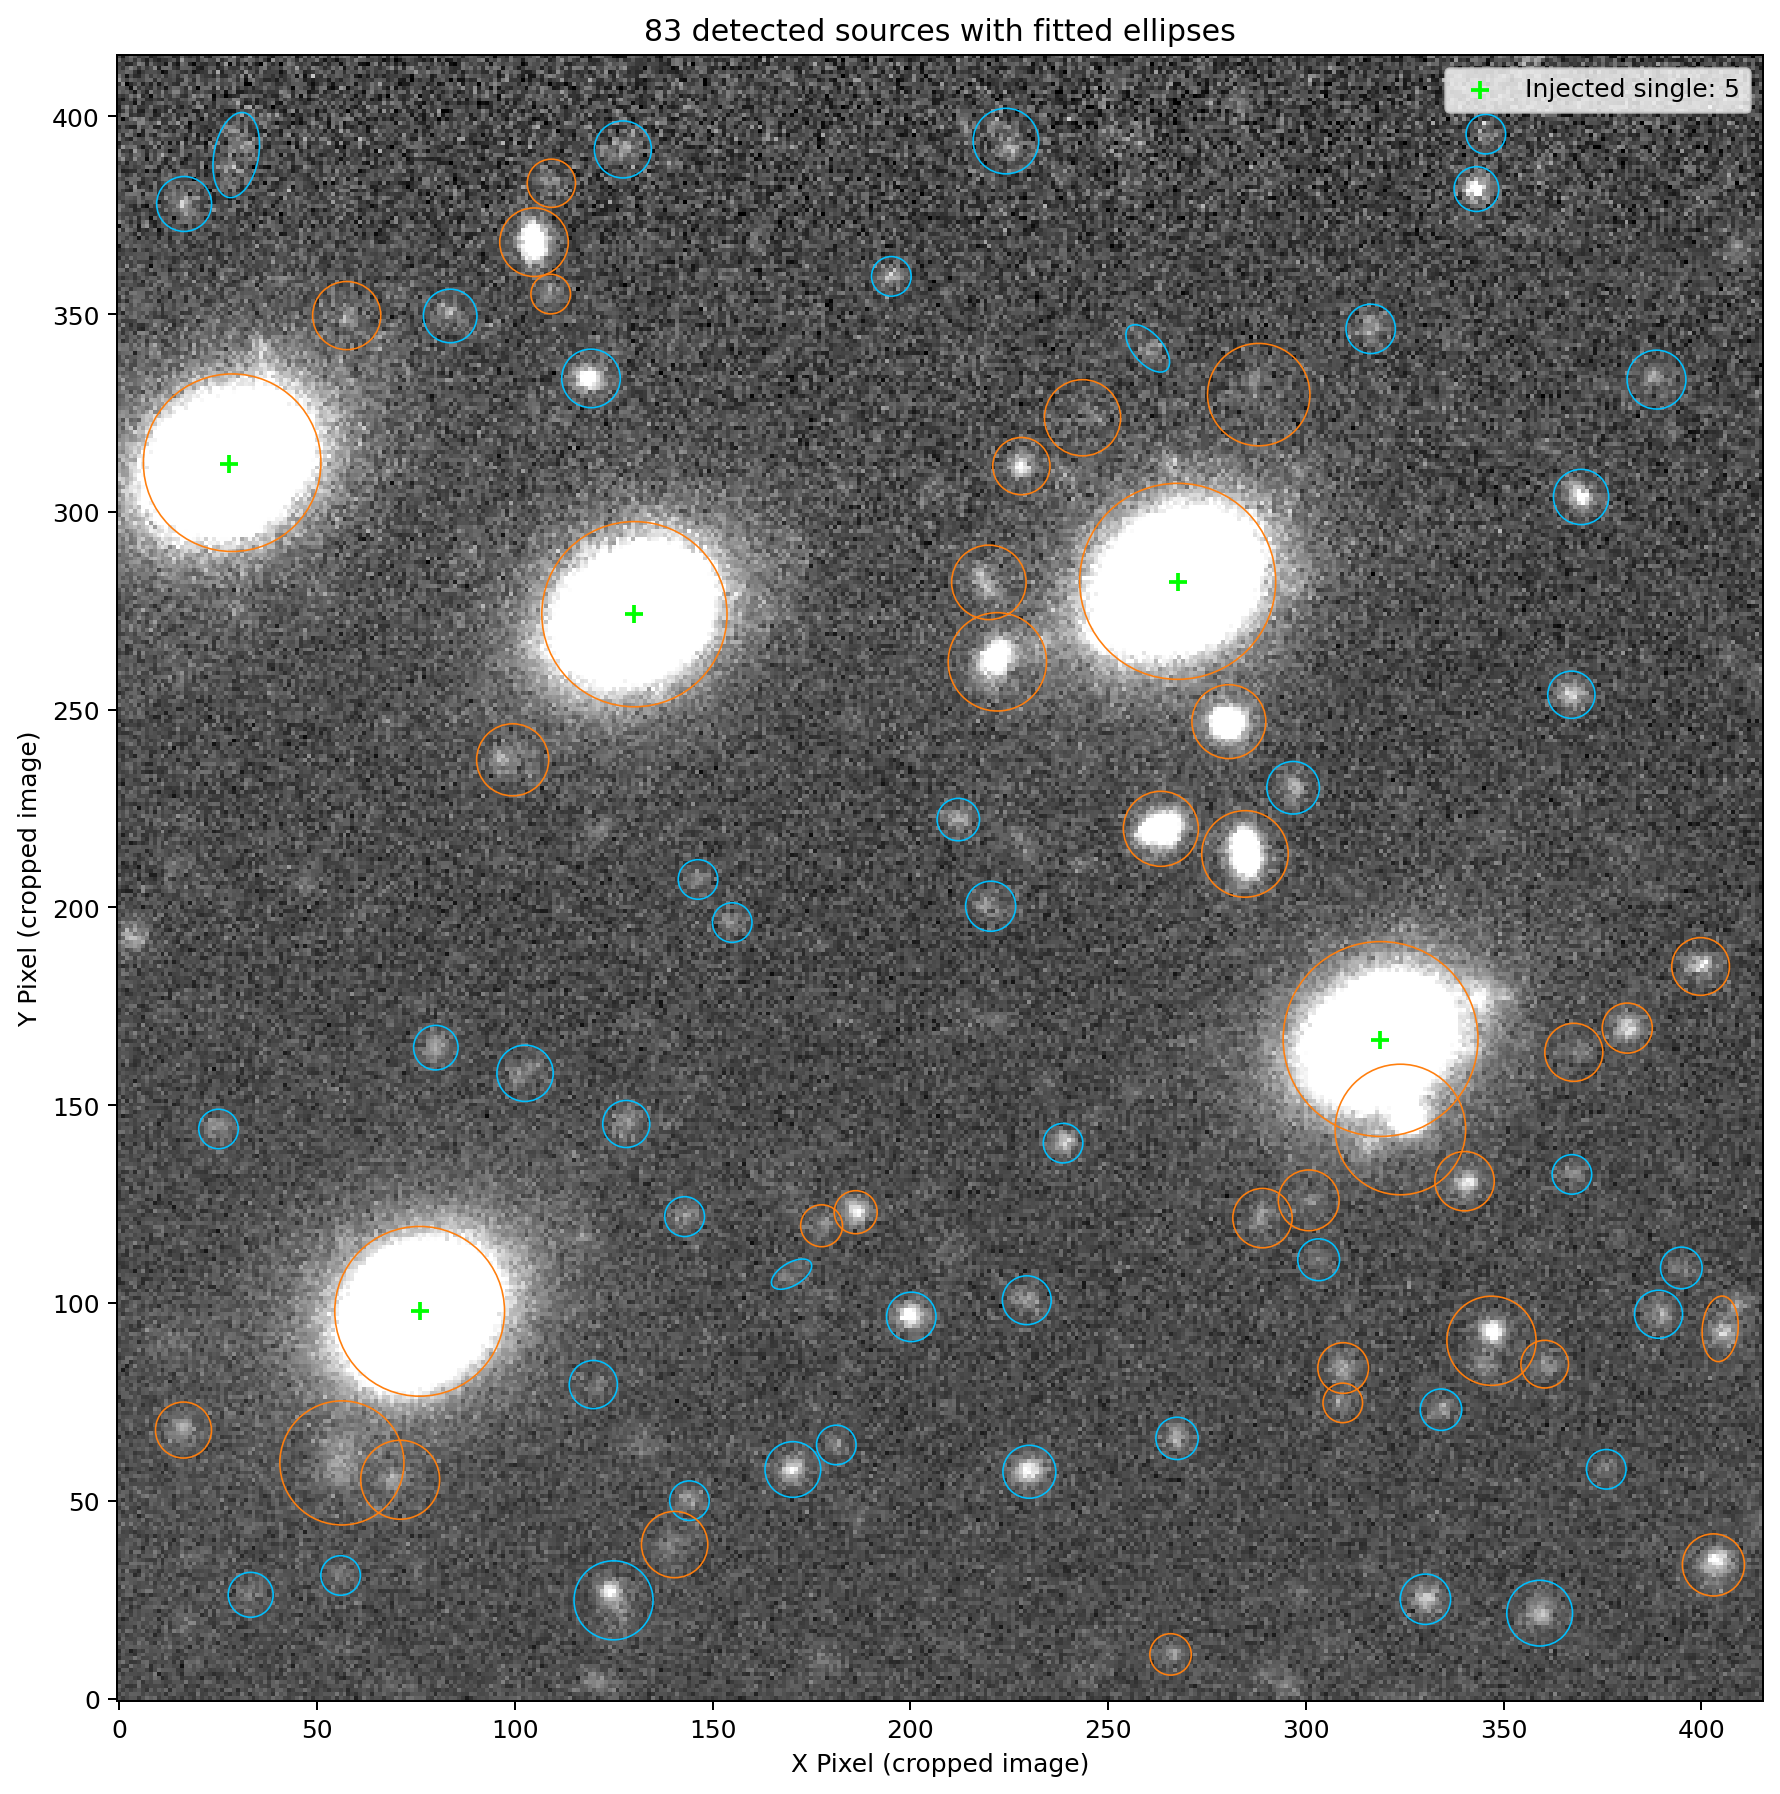 83 detected sources with fitted ellipses
Injected single: 5
400
350
300
250
200
150
100
50
0
Y Pixel (cropped image)
0 50 100 150 200 250 300 350 400
X Pixel (cropped image)